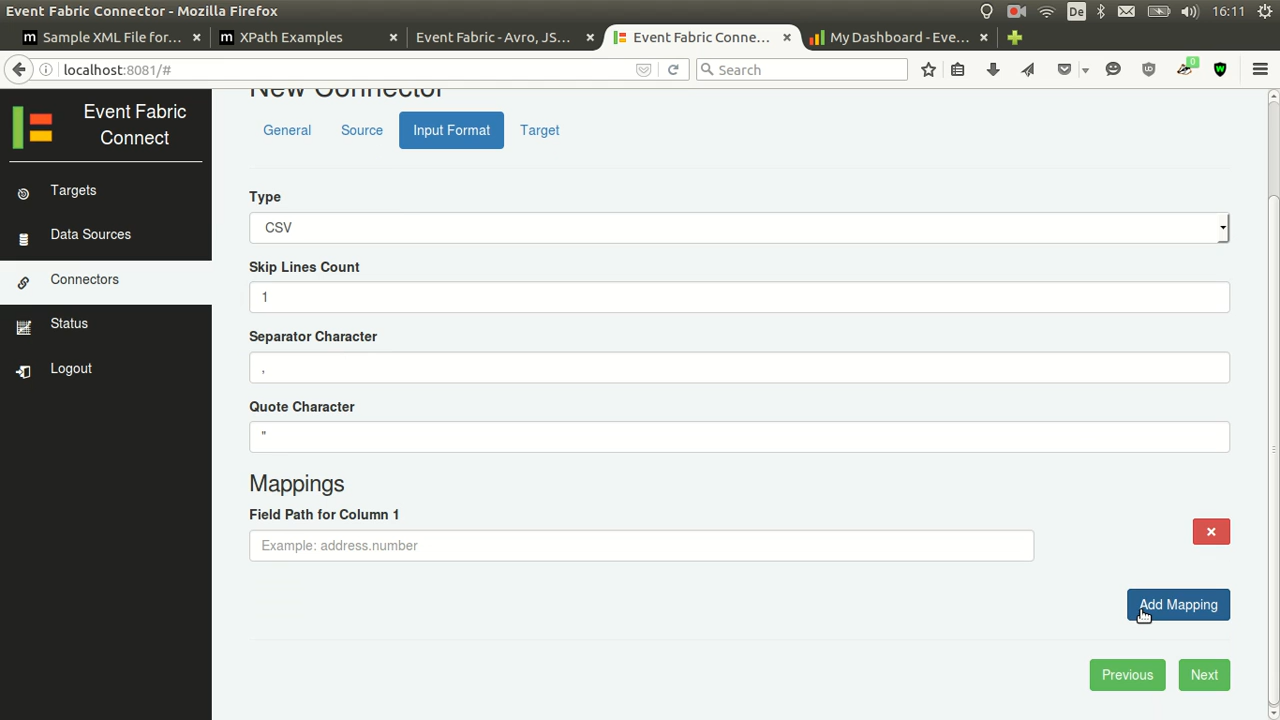 Event Fabric Connector - Mozilla Firefox
De
16:11
Sample XML File for...
XPath Examples
Event Fabric - Avro, JS...
Event Fabric Conne...
My Dashboard - Eve...
localhost:8081/#
Search
0
Event Fabric
Connect
Targets
Data Sources
Connectors
Status
Logout
New Connector
General
Source
Input Format
Target
Type
CSV
Skip Lines Count
1
Separator Character
,
Quote Character
"
Mappings
Field Path for Column 1
Example: address.number
Add Mapping
Previous
Next